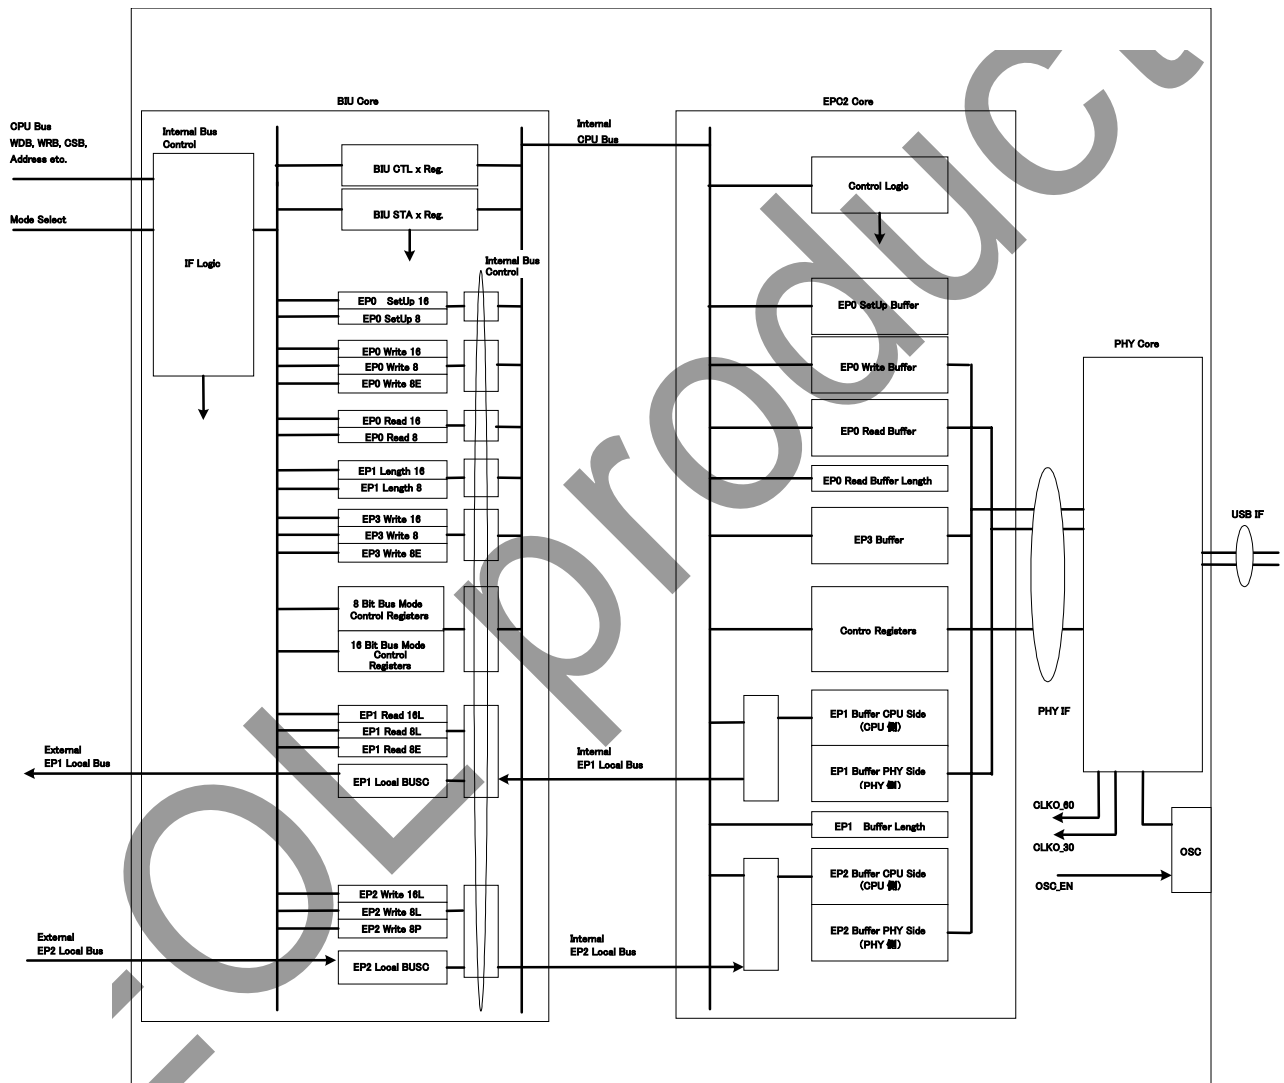 BIU Core
EPC2 Core
CPU Bus
WDB, WRB, CSB,
Address etc.
Mode Select
Internal Bus
Control
IF Logic
BIU CTL x Reg.
BIU STA x Reg.
Internal Bus
Control
EP0 SetUp 16
EP0 SetUp 8
EP0 Write 16
EP0 Write 8
EP0 Write 8E
EP0 Read 16
EP0 Read 8
EP1 Length 16
EP1 Length 8
EP3 Write 16
EP3 Write 8
EP3 Write 8E
8 Bit Bus Mode
Control Registers
16 Bit Bus Mode
Control
Registers
EP1 Read 16L
EP1 Read 8L
EP1 Read 8E
EP1 Local BUSC
External
EP1 Local Bus
EP2 Write 16L
EP2 Write 8L
EP2 Write 8P
EP2 Local BUSC
External
EP2 Local Bus
Internal
CPU Bus
Internal
EP1 Local Bus
Internal
EP2 Local Bus
Control Logic
EP0 SetUp Buffer
EP0 Write Buffer
EP0 Read Buffer
EP0 Read Buffer Length
EP3 Buffer
Contro Registers
EP1 Buffer CPU Side
(CPU 側)
EP1 Buffer PHY Side
(PHY 側)
EP1 Buffer Length
EP2 Buffer CPU Side
(CPU 側)
EP2 Buffer PHY Side
(PHY 側)
PHY Core
PHY IF
USB IF
CLKO_60
CLKO_30
OSC_EN
OSC
EOL product